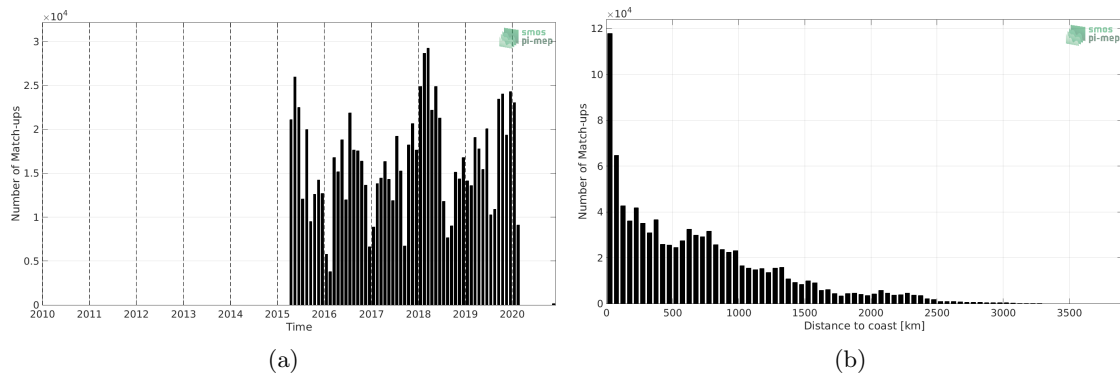 ×10⁴
3
2.5
2
1.5
1
0.5
0
Number of Match-ups
2010 2011 2012 2013 2014 2015 2016 2017 2018 2019 2020
Time
smos
pi-mep
(a)
×10⁴
12
10
8
6
4
2
0
Number of Match-ups
0 500 1000 1500 2000 2500 3000 3500
Distance to coast [km]
smos
pi-mep
(b)